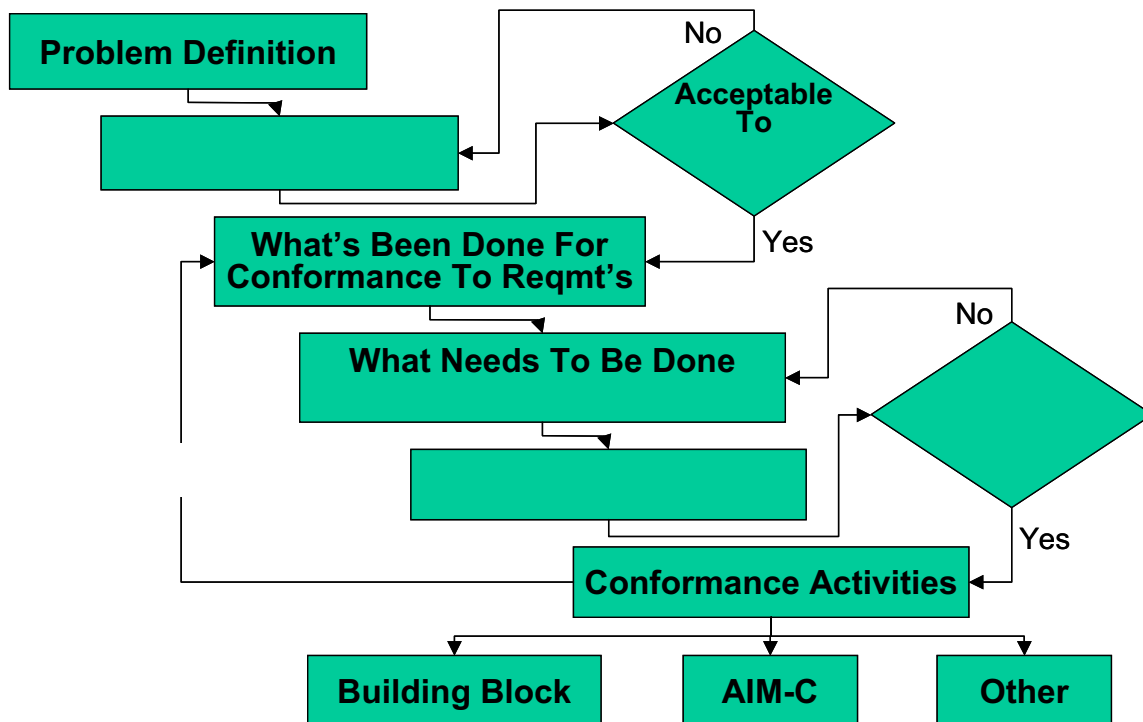 Problem Definition
No
Acceptable
To
Yes
What's Been Done For
Conformance To Reqmt's
No
What Needs To Be Done
Yes
Conformance Activities
Building Block
AIM-C
Other